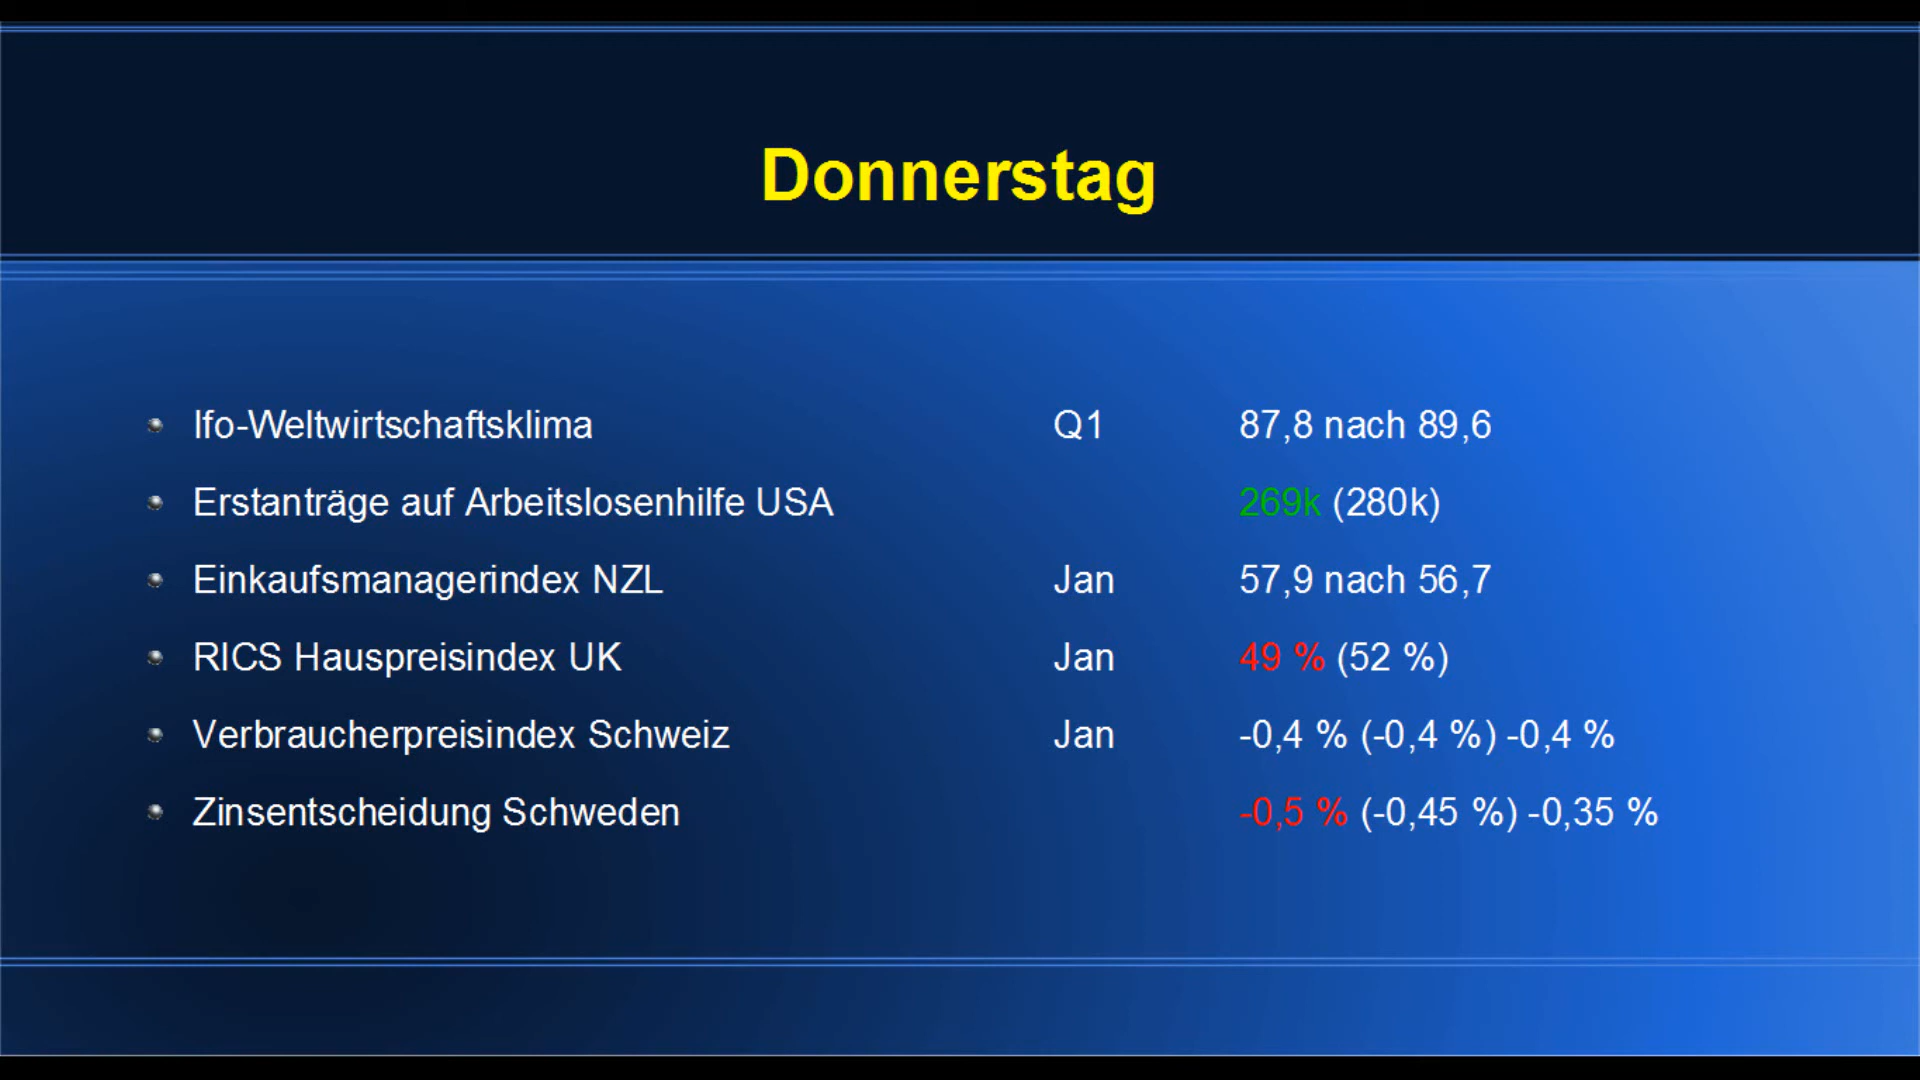 Donnerstag
Ifo-Weltwirtschaftsklima Q1 87,8 nach 89,6
Erstanträge auf Arbeitslosenhilfe USA 269k (280k)
Einkaufsmanagerindex NZL Jan 57,9 nach 56,7
RICS Hauspreisindex UK Jan 49 % (52 %)
Verbraucherpreisindex Schweiz Jan -0,4 % (-0,4 %) -0,4 %
Zinsentscheidung Schweden -0,5 % (-0,45 %) -0,35 %